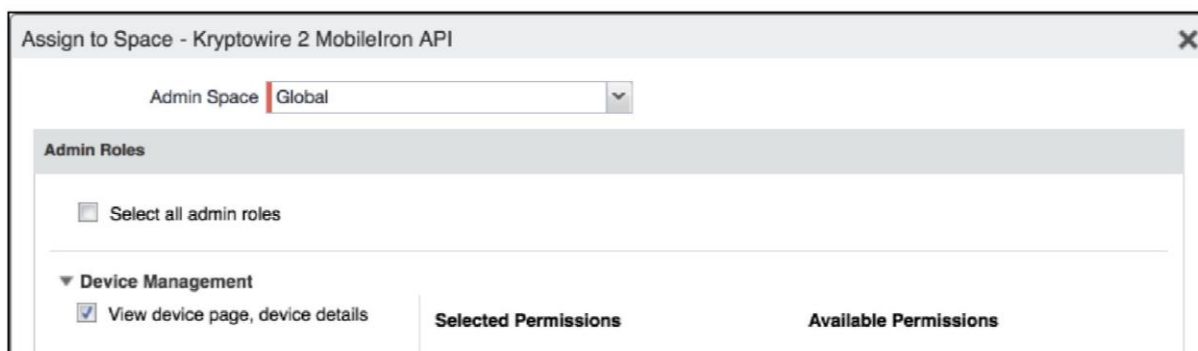 Assign to Space - Kryptowire 2 MobileIron API
Admin Space Global
Admin Roles
Select all admin roles
Device Management
View device page, device details
Selected Permissions
Available Permissions